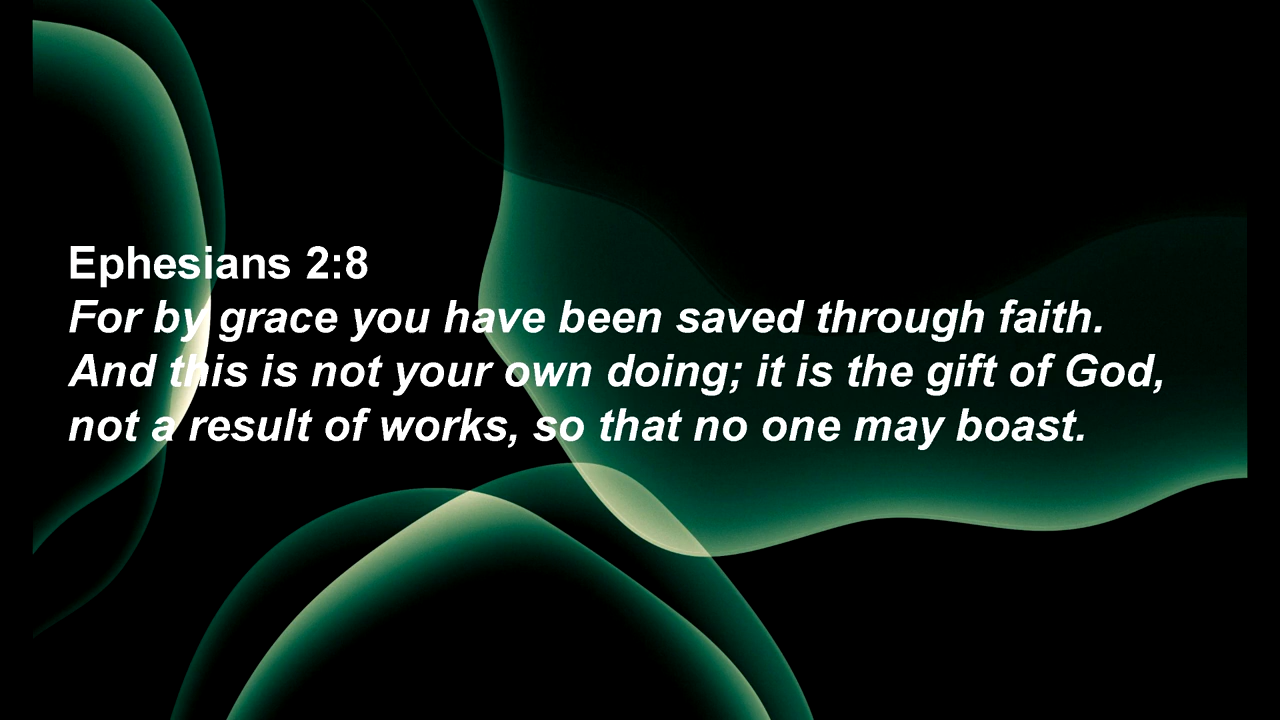 Ephesians 2:8
For by grace you have been saved through faith.
And this is not your own doing; it is the gift of God,
not a result of works, so that no one may boast.